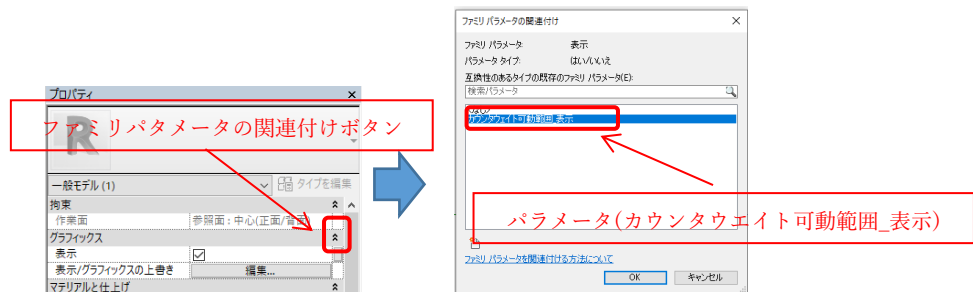 プロパティ
×
ファミリパタメータの関連付けボタン
一般モデル (1)
タイプを編集
拘束
作業面
参照面 : 中心(正面/背面)
グラフィックス
表示
表示/グラフィックスの上書き
編集...
マテリアルと仕上げ
ファミリ パラメータの関連付け
×
ファミリ パラメータ:
表示
パラメータ タイプ:
はい/いいえ
互換性のあるタイプの既存のファミリ パラメータ(E):
検索パラメータ
<なし>
カウンタウェイト可動範囲_表示
パラメータ(カウンタウエイト可動範囲_表示)
ファミリ パラメータを関連付ける方法について
OK
キャンセル